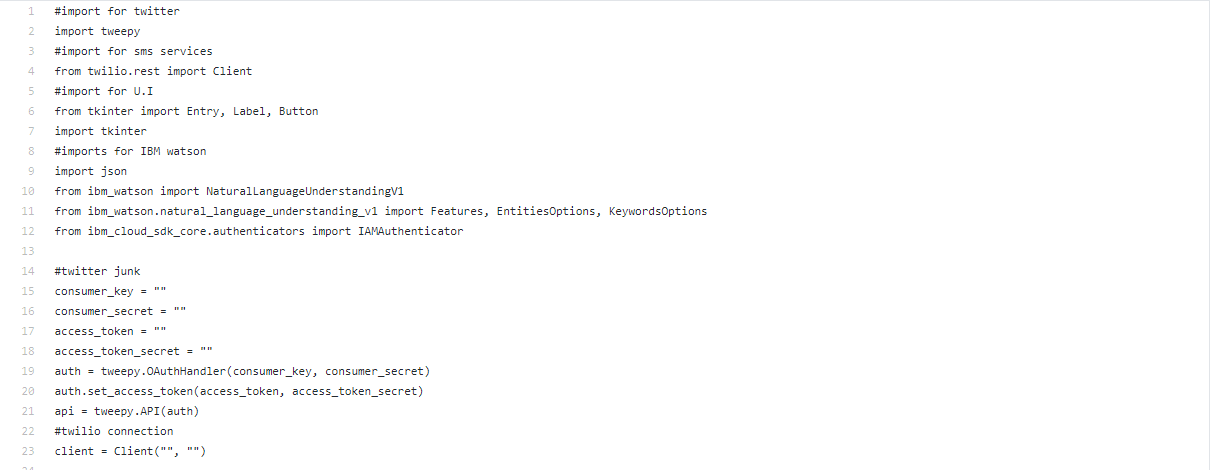 1 #import for twitter
2 import tweepy
3 #import for sms services
4 from twilio.rest import Client
5 #import for U.I
6 from tkinter import Entry, Label, Button
7 import tkinter
8 #imports for IBM watson
9 import json
10 from ibm_watson import NaturalLanguageUnderstandingV1
11 from ibm_watson.natural_language_understanding_v1 import Features, EntitiesOptions, KeywordsOptions
12 from ibm_cloud_sdk_core.authenticators import IAMAuthenticator
13
14 #twitter junk
15 consumer_key = ""
16 consumer_secret = ""
17 access_token = ""
18 access_token_secret = ""
19 auth = tweepy.OAuthHandler(consumer_key, consumer_secret)
20 auth.set_access_token(access_token, access_token_secret)
21 api = tweepy.API(auth)
22 #twilio connection
23 client = Client("", "")